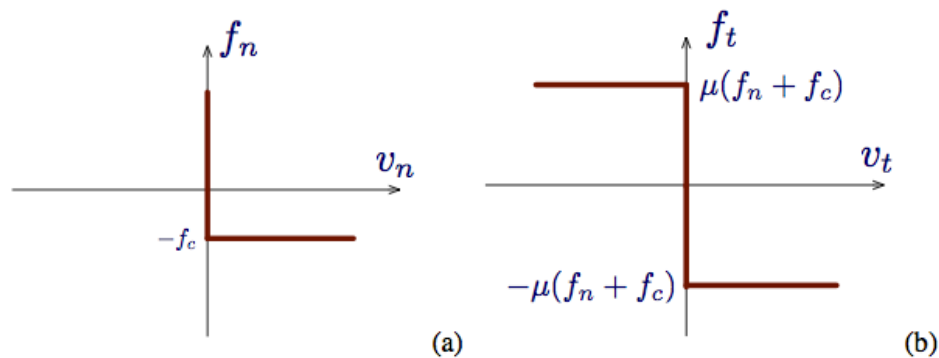 f_n
v_n
-f_c
(a)
f_t
μ(f_n + f_c)
v_t
-μ(f_n + f_c)
(b)